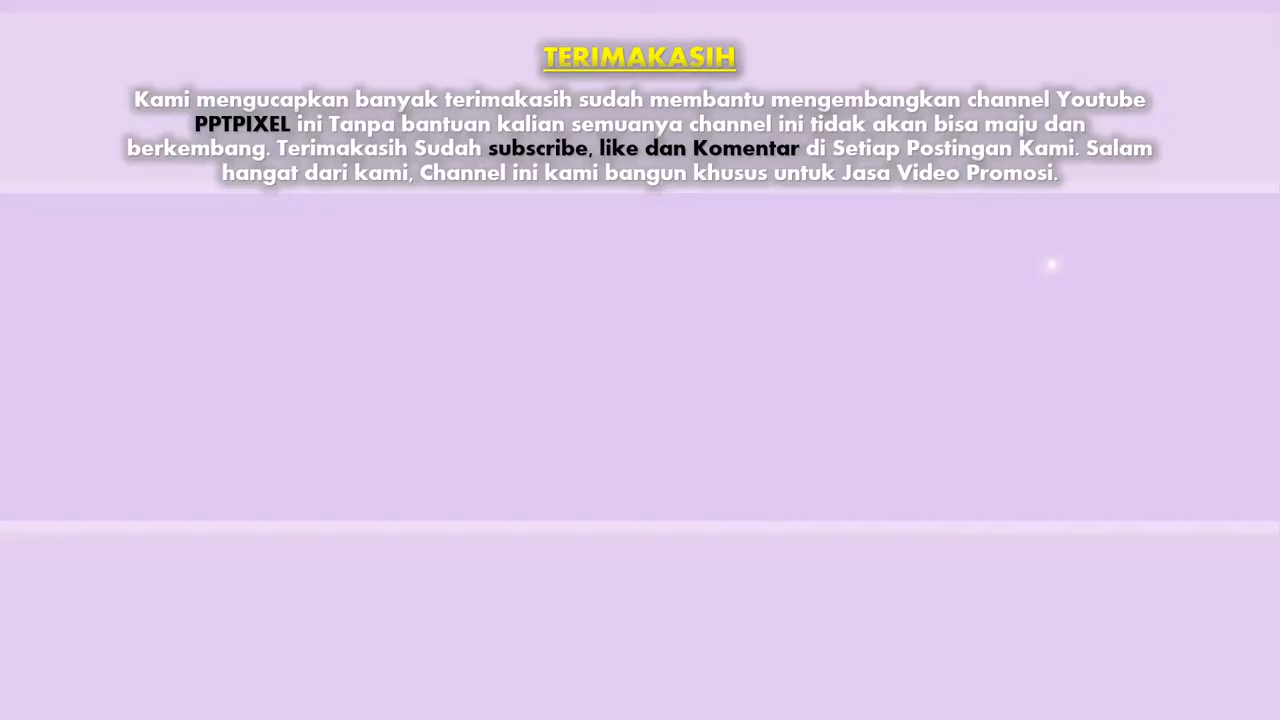 TERIMAKASIH
Kami mengucapkan banyak terimakasih sudah membantu mengembangkan channel Youtube
PPTPIXEL ini Tanpa bantuan kalian semuanya channel ini tidak akan bisa maju dan
berkembang. Terimakasih Sudah subscribe, like dan Komentar di Setiap Postingan Kami. Salam
hangat dari kami, Channel ini kami bangun khusus untuk Jasa Video Promosi.